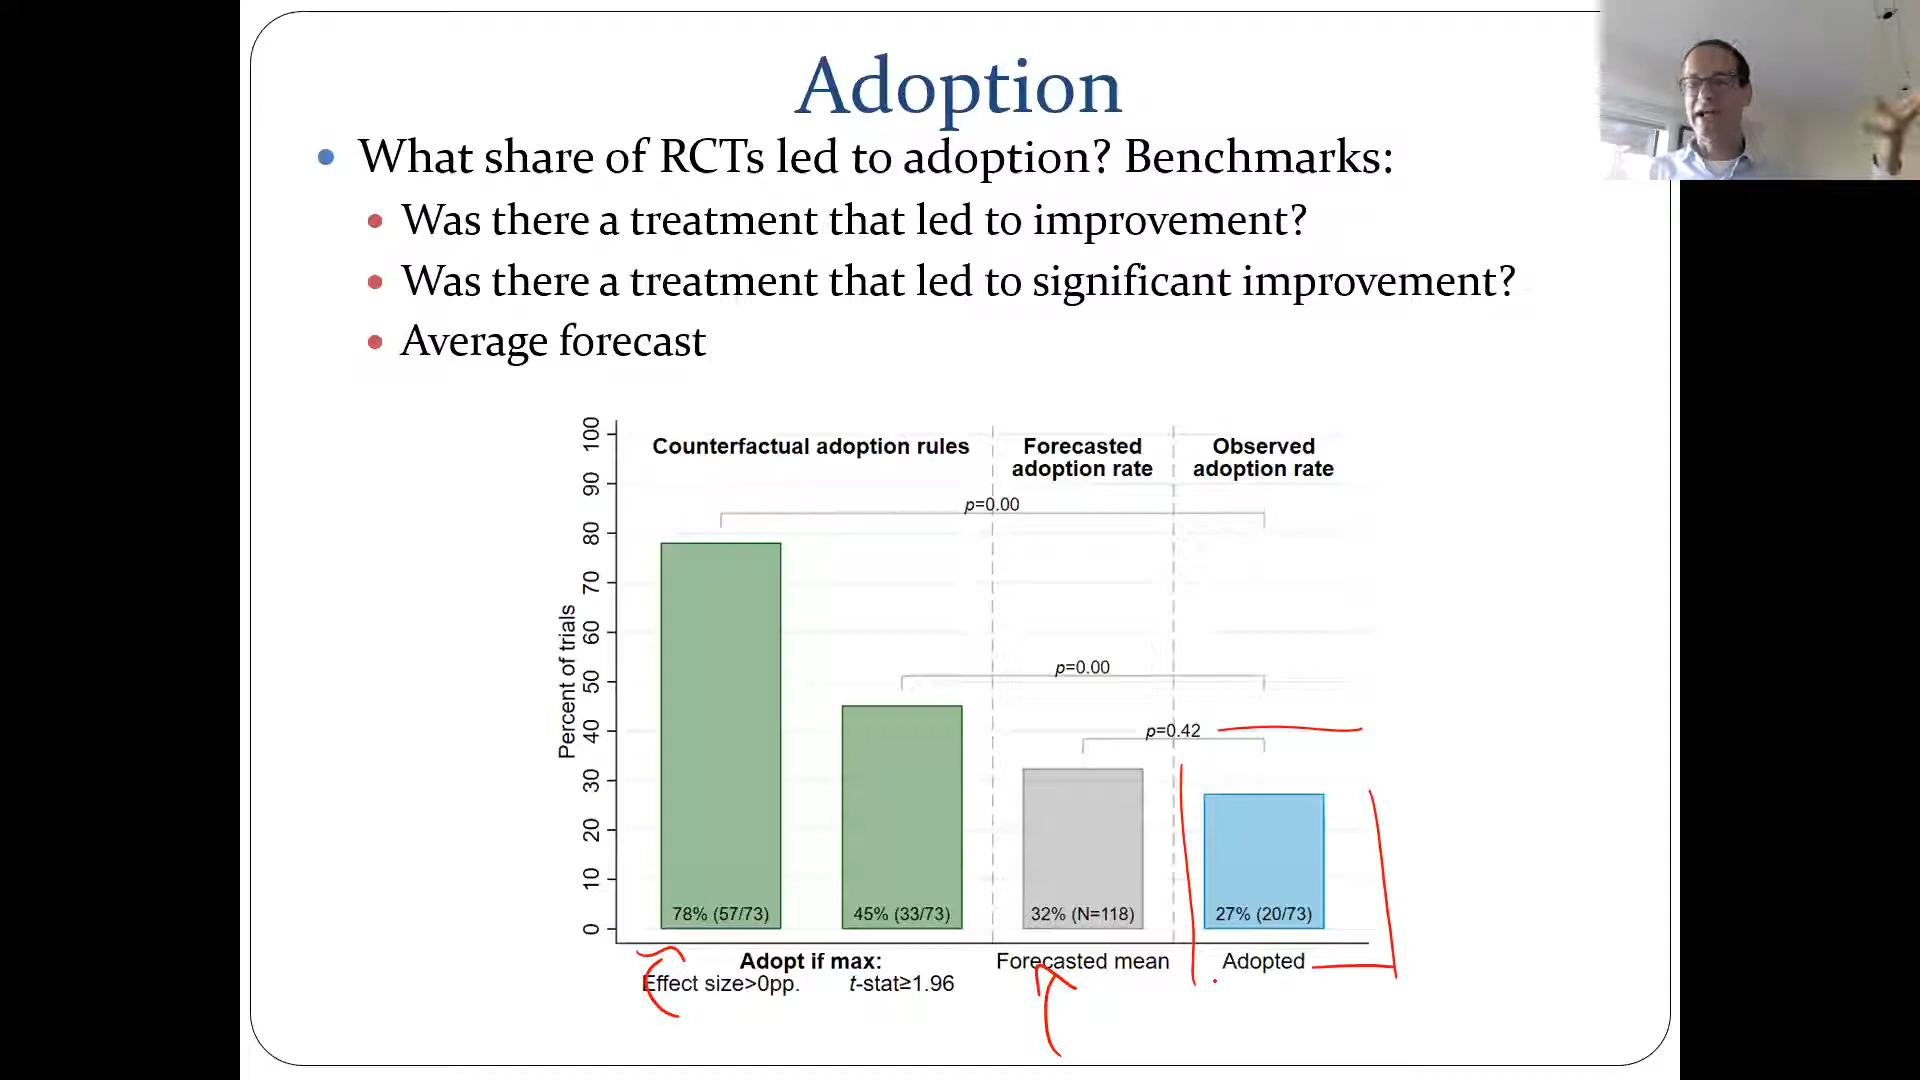 Adoption
What share of RCTs led to adoption? Benchmarks:
Was there a treatment that led to improvement?
Was there a treatment that led to significant improvement?
Average forecast
Counterfactual adoption rules
Forecasted adoption rate
Observed adoption rate
p=0.00
p=0.00
p=0.42
Percent of trials
100
90
80
70
60
50
40
30
20
10
0
78% (57/73)
45% (33/73)
32% (N=118)
27% (20/73)
Adopt if max:
Effect size>0pp.
t-stat≥1.96
Forecasted mean
Adopted